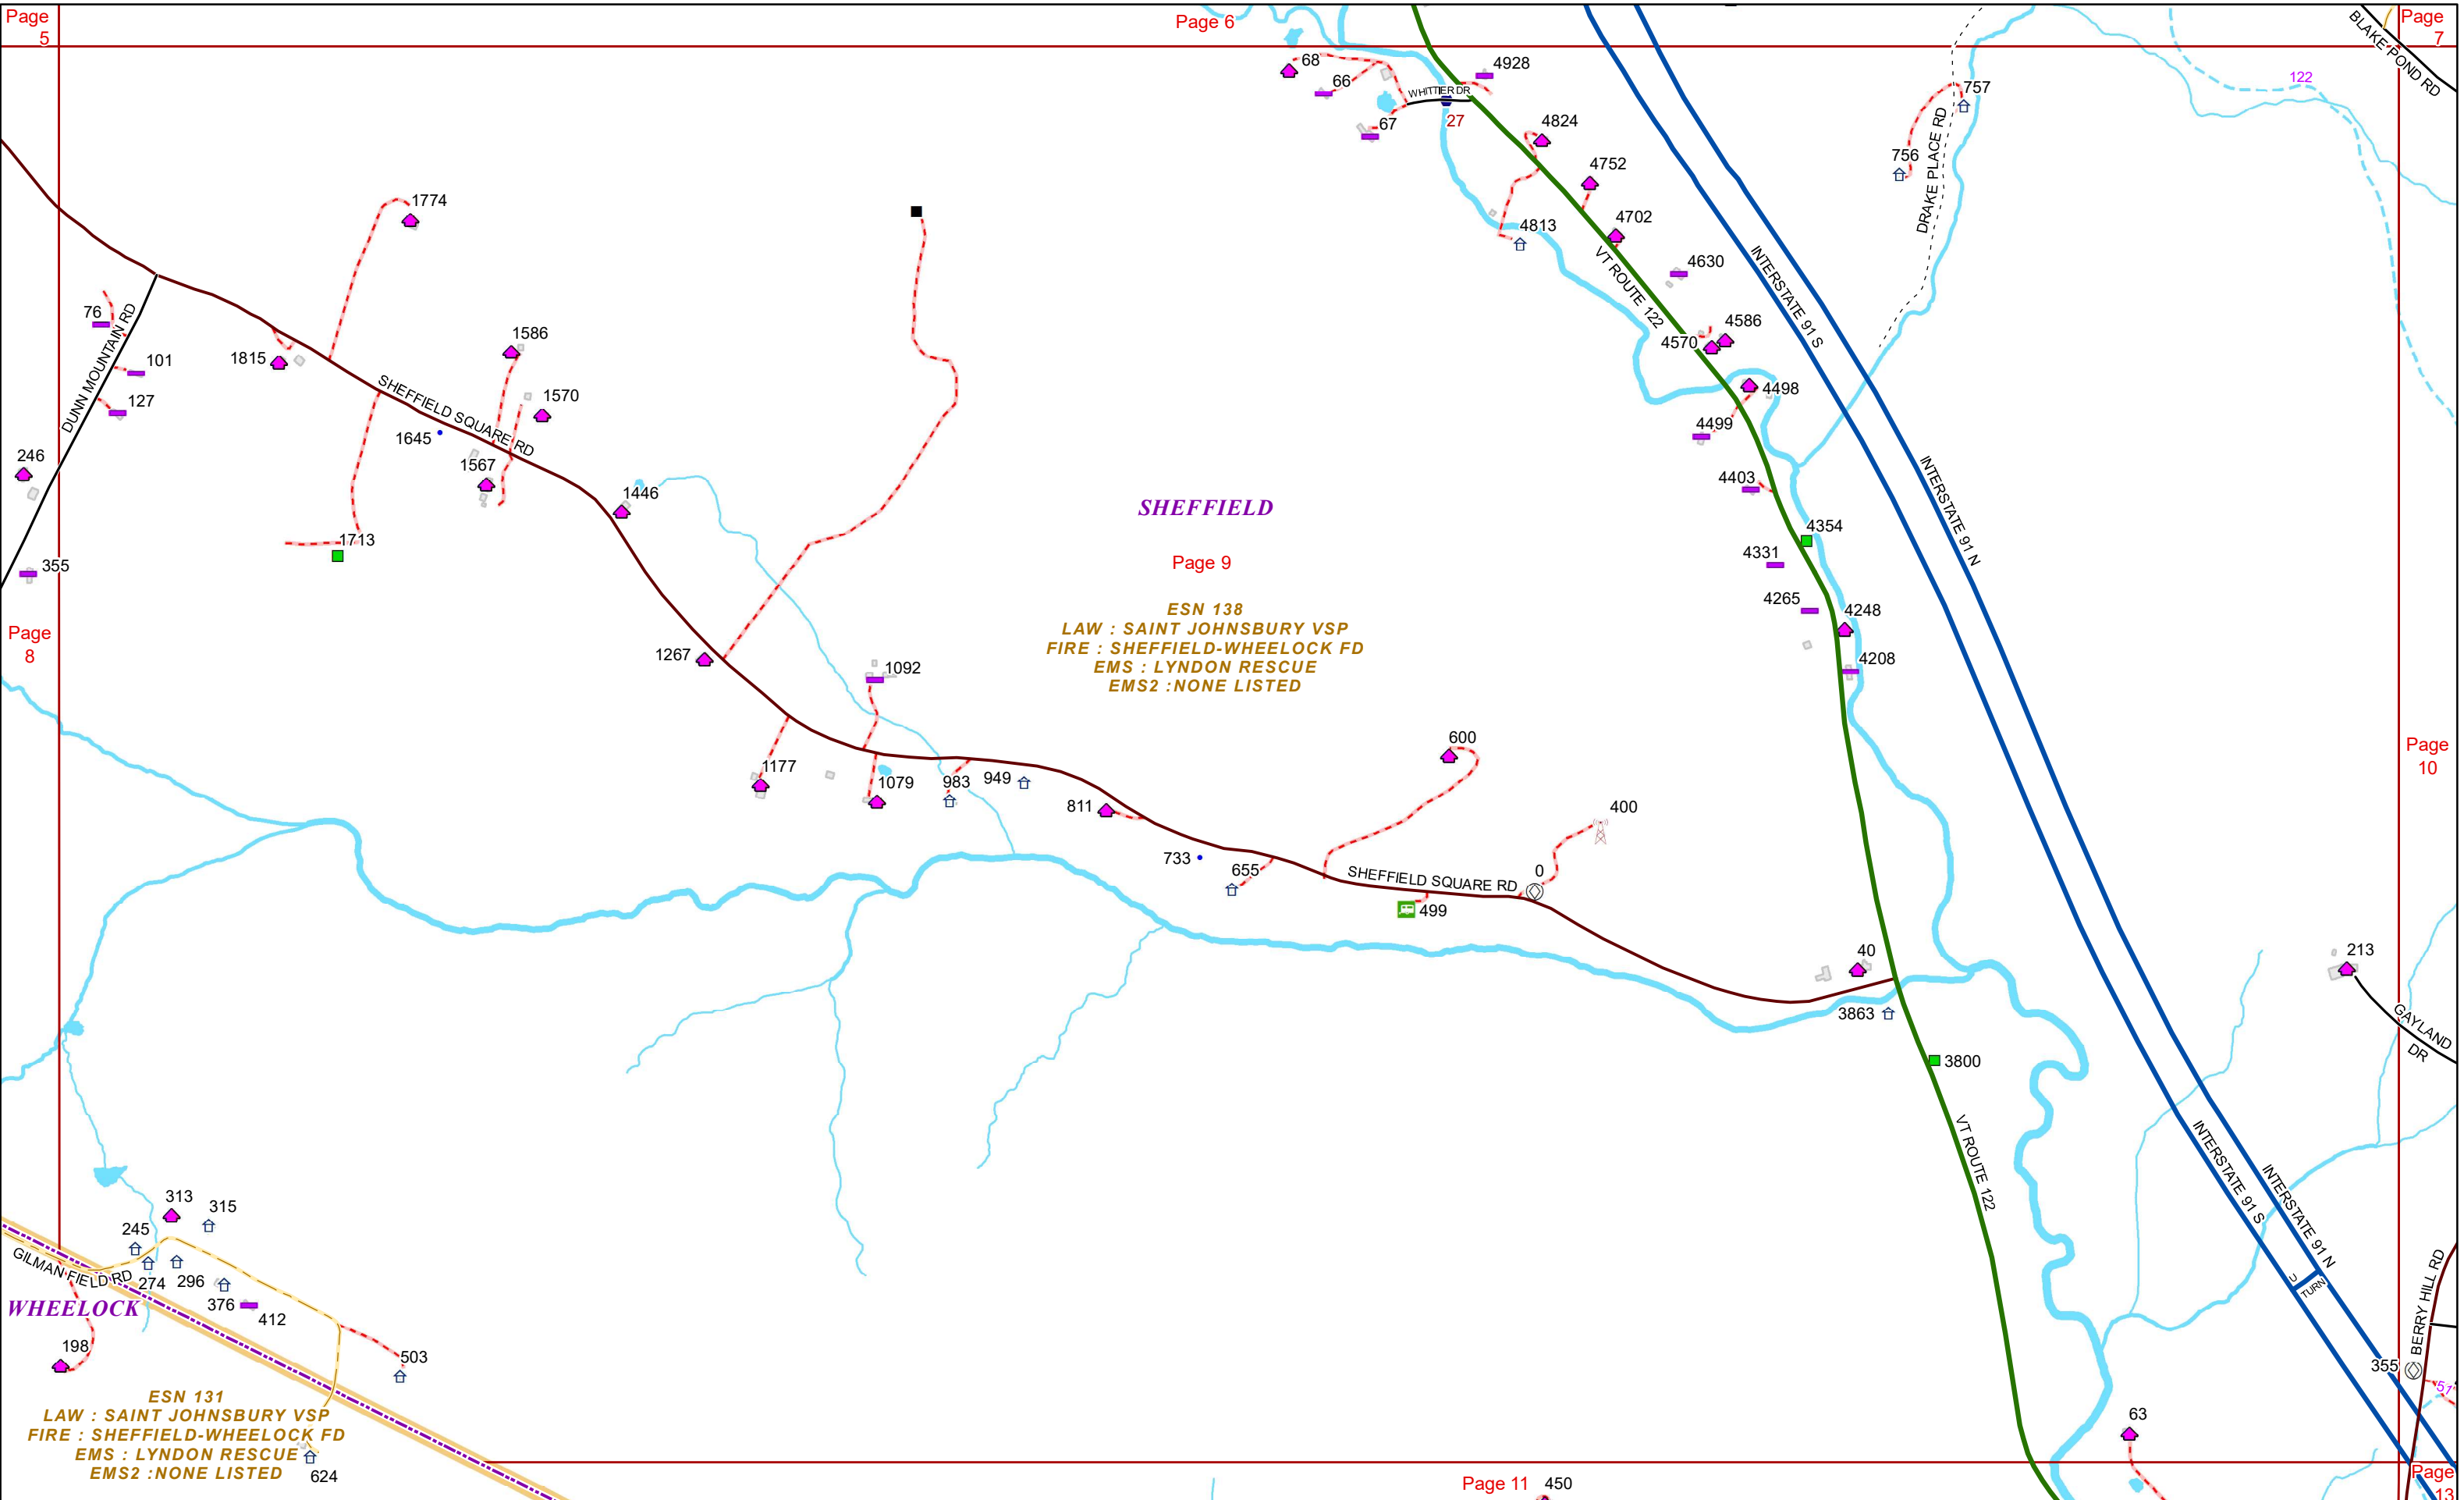 Page
5
Page 6
Page
7
BLAKE POND RD
68
66
67
WHITTIER DR
27
4928
4824
4752
4702
4813
4630
4586
4570
4498
4499
4403
4354
4331
4265
4248
4208
VT ROUTE 122
INTERSTATE 91 S
INTERSTATE 91 N
757
756
DRAKE PLACE RD
122
1774
76
101
127
DUNN MOUNTAIN RD
246
355
1815
1586
1570
SHEFFIELD SQUARE RD
1645
1567
1713
1446
1267
1092
1177
1079
983
949
811
733
655
600
400
0
499
SHEFFIELD SQUARE RD
SHEFFIELD
Page 9
ESN 138
LAW : SAINT JOHNSBURY VSP
FIRE : SHEFFIELD-WHEELOCK FD
EMS : LYNDON RESCUE
EMS2 :NONE LISTED
Page
8
Page
10
40
3863
3800
VT ROUTE 122
213
GAYLAND
DR
INTERSTATE 91 S
INTERSTATE 91 N
U
TURN
BERRY HILL RD
355
51
63
313
315
245
274
296
376
412
503
GILMAN FIELD RD
WHEELOCK
198
ESN 131
LAW : SAINT JOHNSBURY VSP
FIRE : SHEFFIELD-WHEELOCK FD
EMS : LYNDON RESCUE
EMS2 :NONE LISTED
624
Page 11
450
Page
13